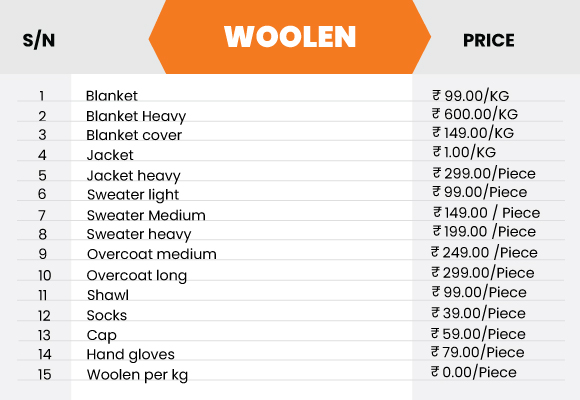 S/N WOOLEN PRICE
1 Blanket ₹ 99.00/KG
2 Blanket Heavy ₹ 600.00/KG
3 Blanket cover ₹ 149.00/KG
4 Jacket ₹ 1.00/KG
5 Jacket heavy ₹ 299.00/Piece
6 Sweater light ₹ 99.00/Piece
7 Sweater Medium ₹ 149.00 / Piece
8 Sweater heavy ₹ 199.00 /Piece
9 Overcoat medium ₹ 249.00 /Piece
10 Overcoat long ₹ 299.00/Piece
11 Shawl ₹ 99.00/Piece
12 Socks ₹ 39.00/Piece
13 Cap ₹ 59.00/Piece
14 Hand gloves ₹ 79.00/Piece
15 Woolen per kg ₹ 0.00/Piece